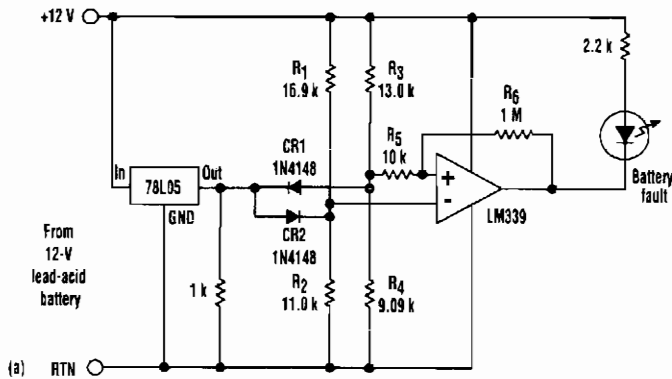 +12 V
2.2 k
R1
16.9 k
R3
13.0 k
R6
1 M
R5
10 k
CR1
1N4148
In
78L05
Out
GND
+
-
LM339
Battery
fault
CR2
1N4148
From
12-V
lead-acid
battery
1 k
R2
11.0 k
R4
9.09 k
(a)
RTN